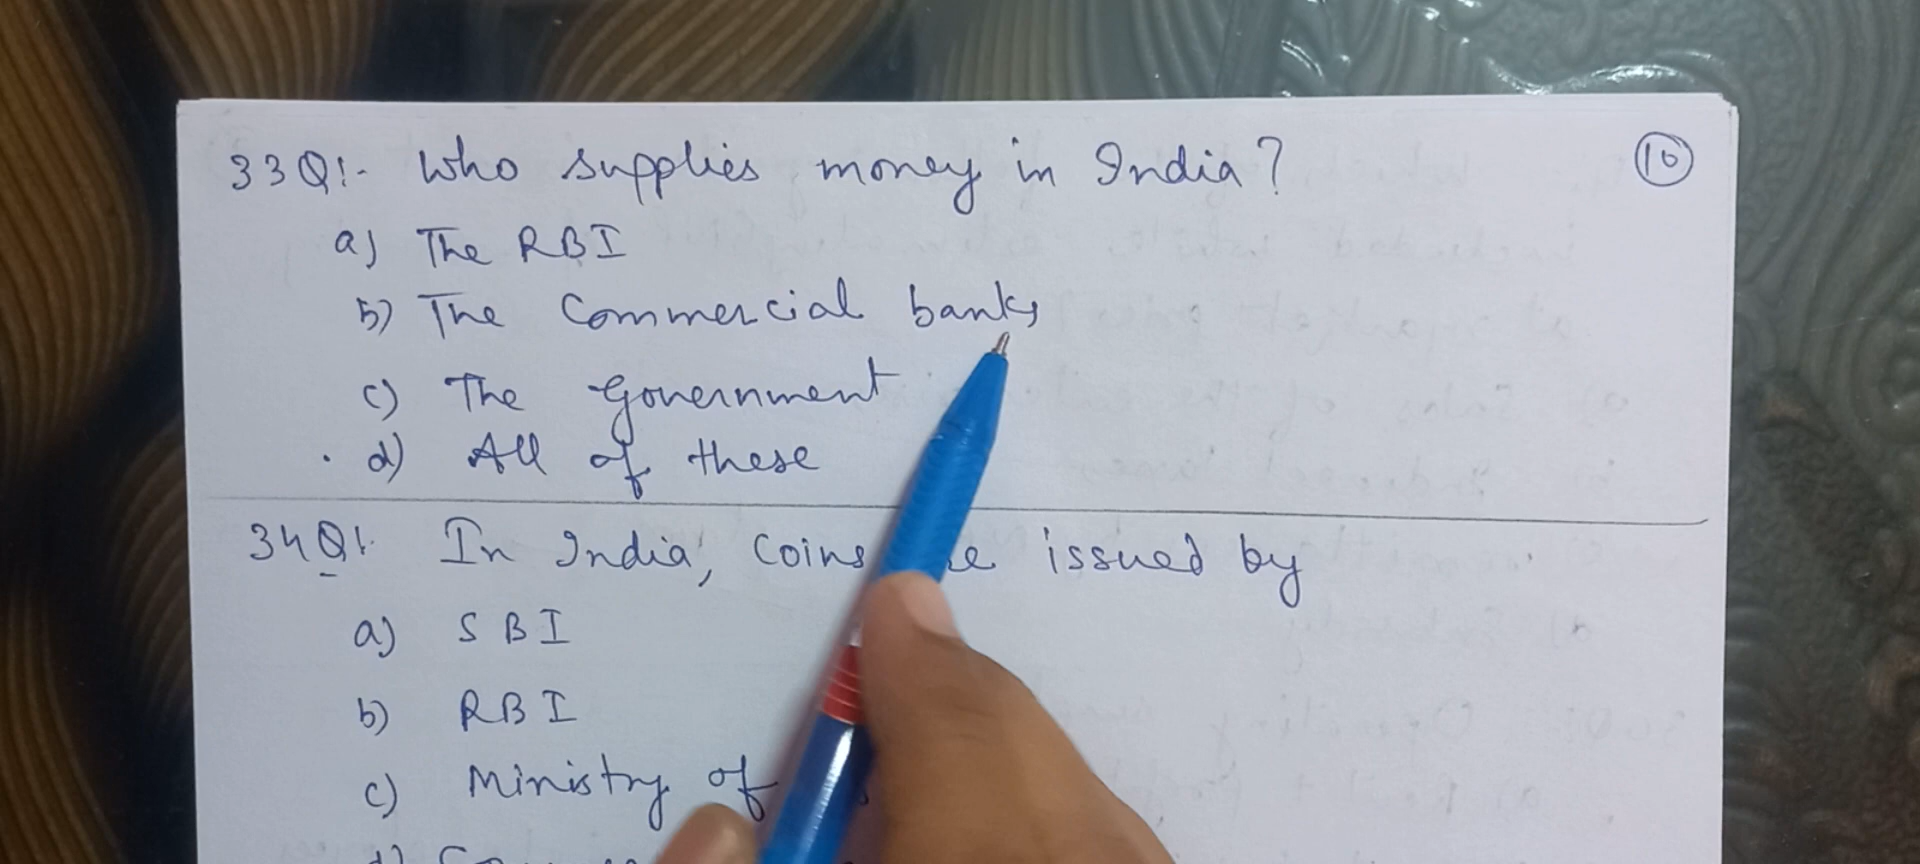 33Q!- Who supplies money in India?
10
a) The RBI
b) The Commercial banks
c) The Government
d) All of these
34Q!. In India, Coins issued by
a) SBI
b) RBI
c) Ministry of
d)